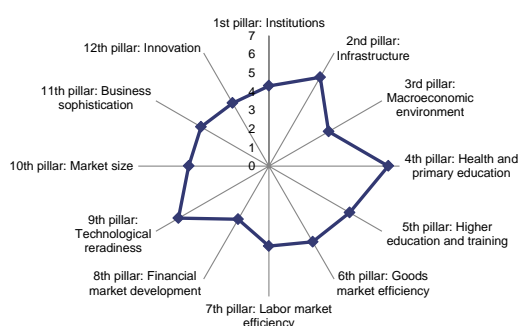 1st pillar: Institutions
7
6
5
4
3
2
1
0
2nd pillar:
Infrastructure
3rd pillar:
Macroeconomic
environment
4th pillar: Health and
primary education
5th pillar: Higher
education and training
6th pillar: Goods
market efficiency
7th pillar: Labor market
efficiency
8th pillar: Financial
market development
9th pillar:
Technological
reradiness
10th pillar: Market size
11th pillar: Business
sophistication
12th pillar: Innovation